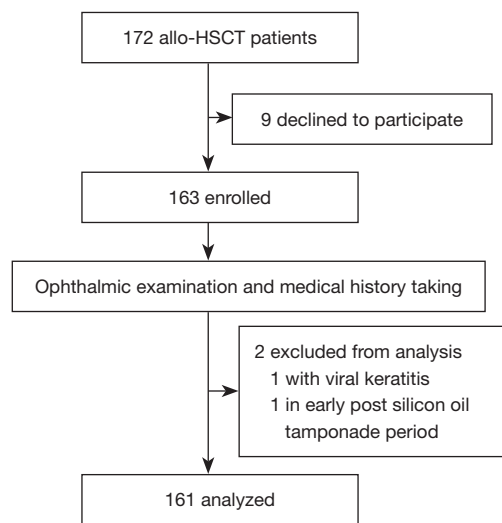 172 allo-HSCT patients
9 declined to participate
163 enrolled
Ophthalmic examination and medical history taking
2 excluded from analysis
1 with viral keratitis
1 in early post silicon oil
tamponade period
161 analyzed